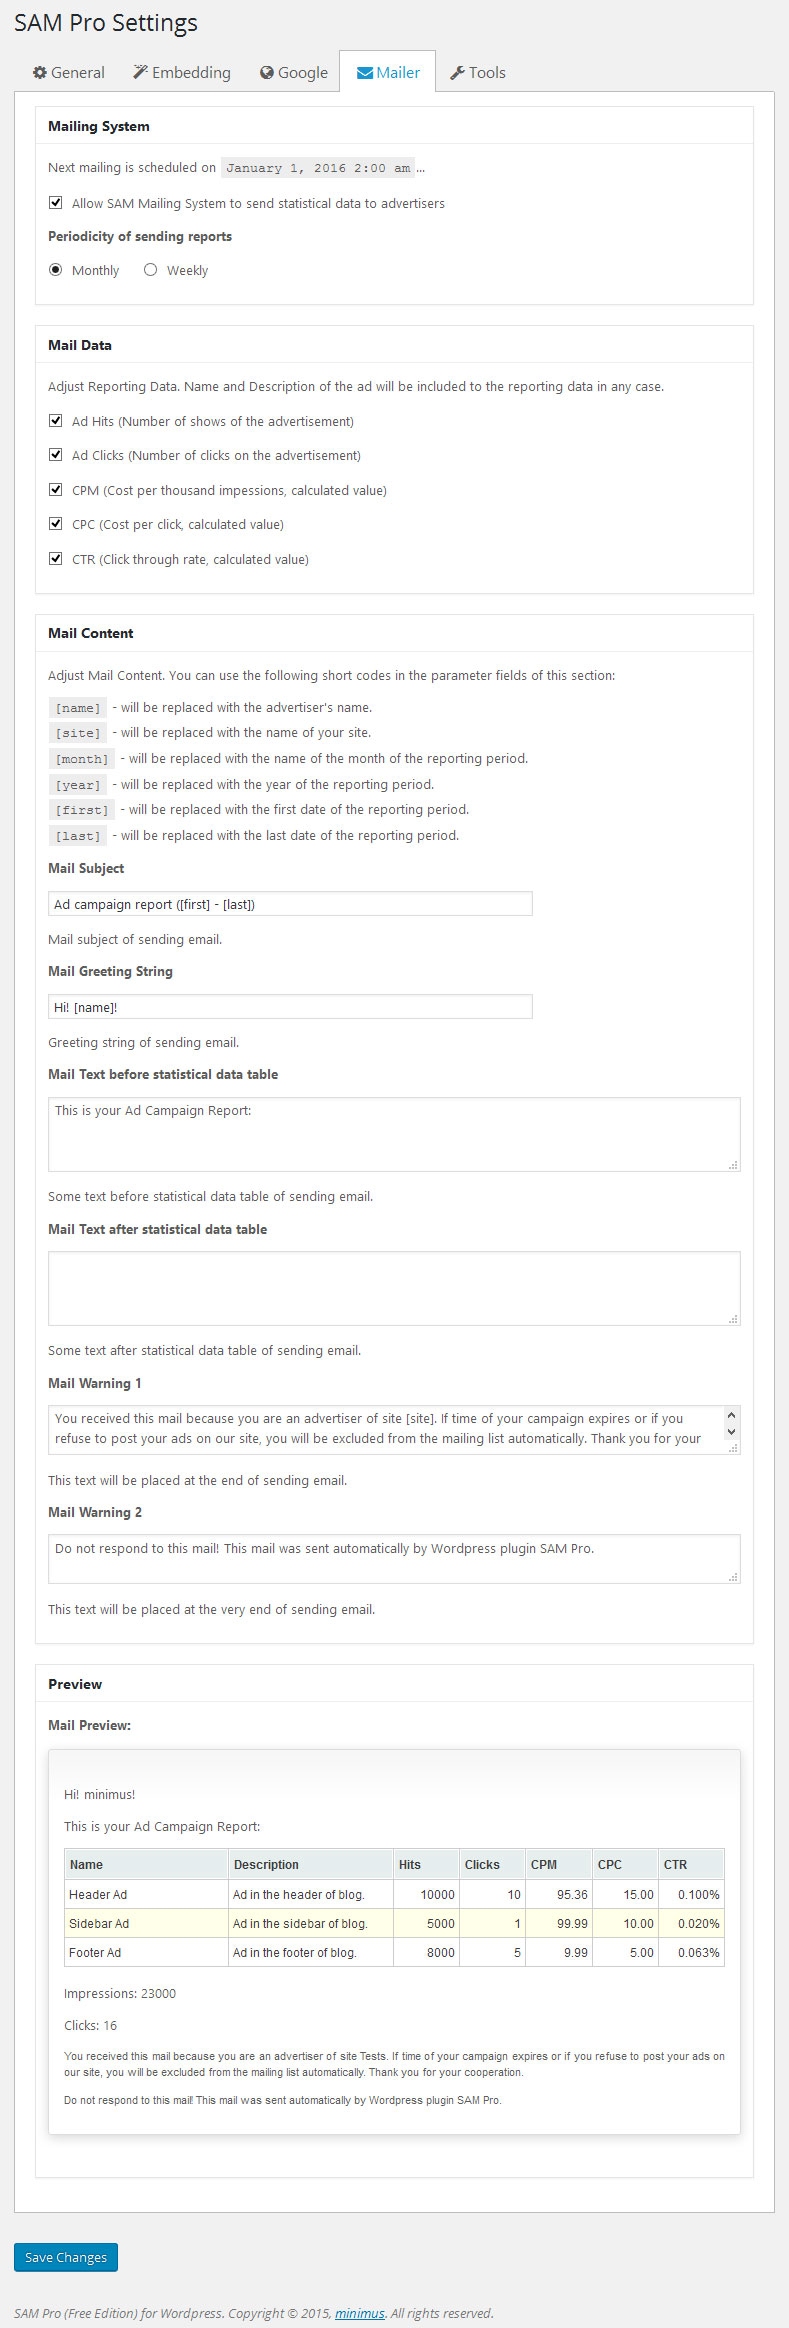 SAM Pro Settings
General Embedding Google Mailer Tools
Mailing System
Next mailing is scheduled on January 1, 2016 2:00 am ...
Allow SAM Mailing System to send statistical data to advertisers
Periodicity of sending reports
Monthly Weekly
Mail Data
Adjust Reporting Data. Name and Description of the ad will be included to the reporting data in any case.
Ad Hits (Number of shows of the advertisement)
Ad Clicks (Number of clicks on the advertisement)
CPM (Cost per thousand impessions, calculated value)
CPC (Cost per click, calculated value)
CTR (Click through rate, calculated value)
Mail Content
Adjust Mail Content. You can use the following short codes in the parameter fields of this section:
[name] - will be replaced with the advertiser's name.
[site] - will be replaced with the name of your site.
[month] - will be replaced with the name of the month of the reporting period.
[year] - will be replaced with the year of the reporting period.
[first] - will be replaced with the first date of the reporting period.
[last] - will be replaced with the last date of the reporting period.
Mail Subject
Ad campaign report ([first] - [last])
Mail subject of sending email.
Mail Greeting String
Hi! [name]!
Greeting string of sending email.
Mail Text before statistical data table
This is your Ad Campaign Report:
Some text before statistical data table of sending email.
Mail Text after statistical data table
Some text after statistical data table of sending email.
Mail Warning 1
You received this mail because you are an advertiser of site [site]. If time of your campaign expires or if you
refuse to post your ads on our site, you will be excluded from the mailing list automatically. Thank you for your
This text will be placed at the end of sending email.
Mail Warning 2
Do not respond to this mail! This mail was sent automatically by Wordpress plugin SAM Pro.
This text will be placed at the very end of sending email.
Preview
Mail Preview:
Hi! minimus!
This is your Ad Campaign Report:
Name Description Hits Clicks CPM CPC CTR
Header Ad Ad in the header of blog. 10000 10 95.36 15.00 0.100%
Sidebar Ad Ad in the sidebar of blog. 5000 1 99.99 10.00 0.020%
Footer Ad Ad in the footer of blog. 8000 5 9.99 5.00 0.063%
Impressions: 23000
Clicks: 16
You received this mail because you are an advertiser of site Tests. If time of your campaign expires or if you refuse to post your ads on
our site, you will be excluded from the mailing list automatically. Thank you for your cooperation.
Do not respond to this mail! This mail was sent automatically by Wordpress plugin SAM Pro.
Save Changes
SAM Pro (Free Edition) for Wordpress. Copyright © 2015, minimus. All rights reserved.